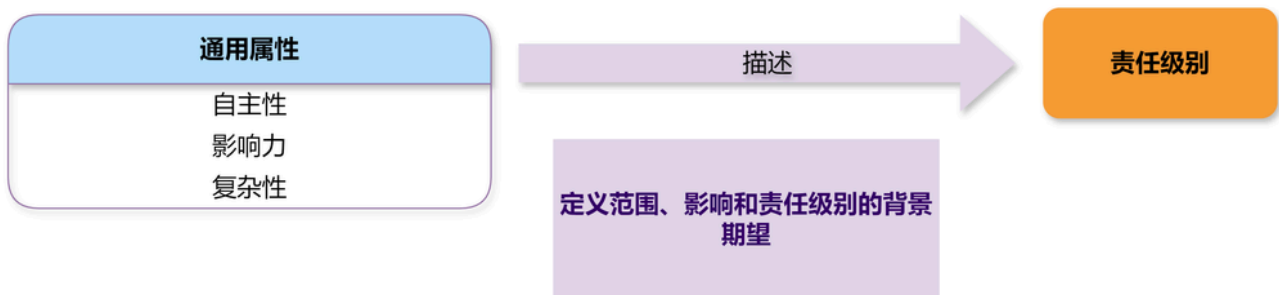 通用属性
自主性
影响力
复杂性
描述
定义范围、影响和责任级别的背景
期望
责任级别